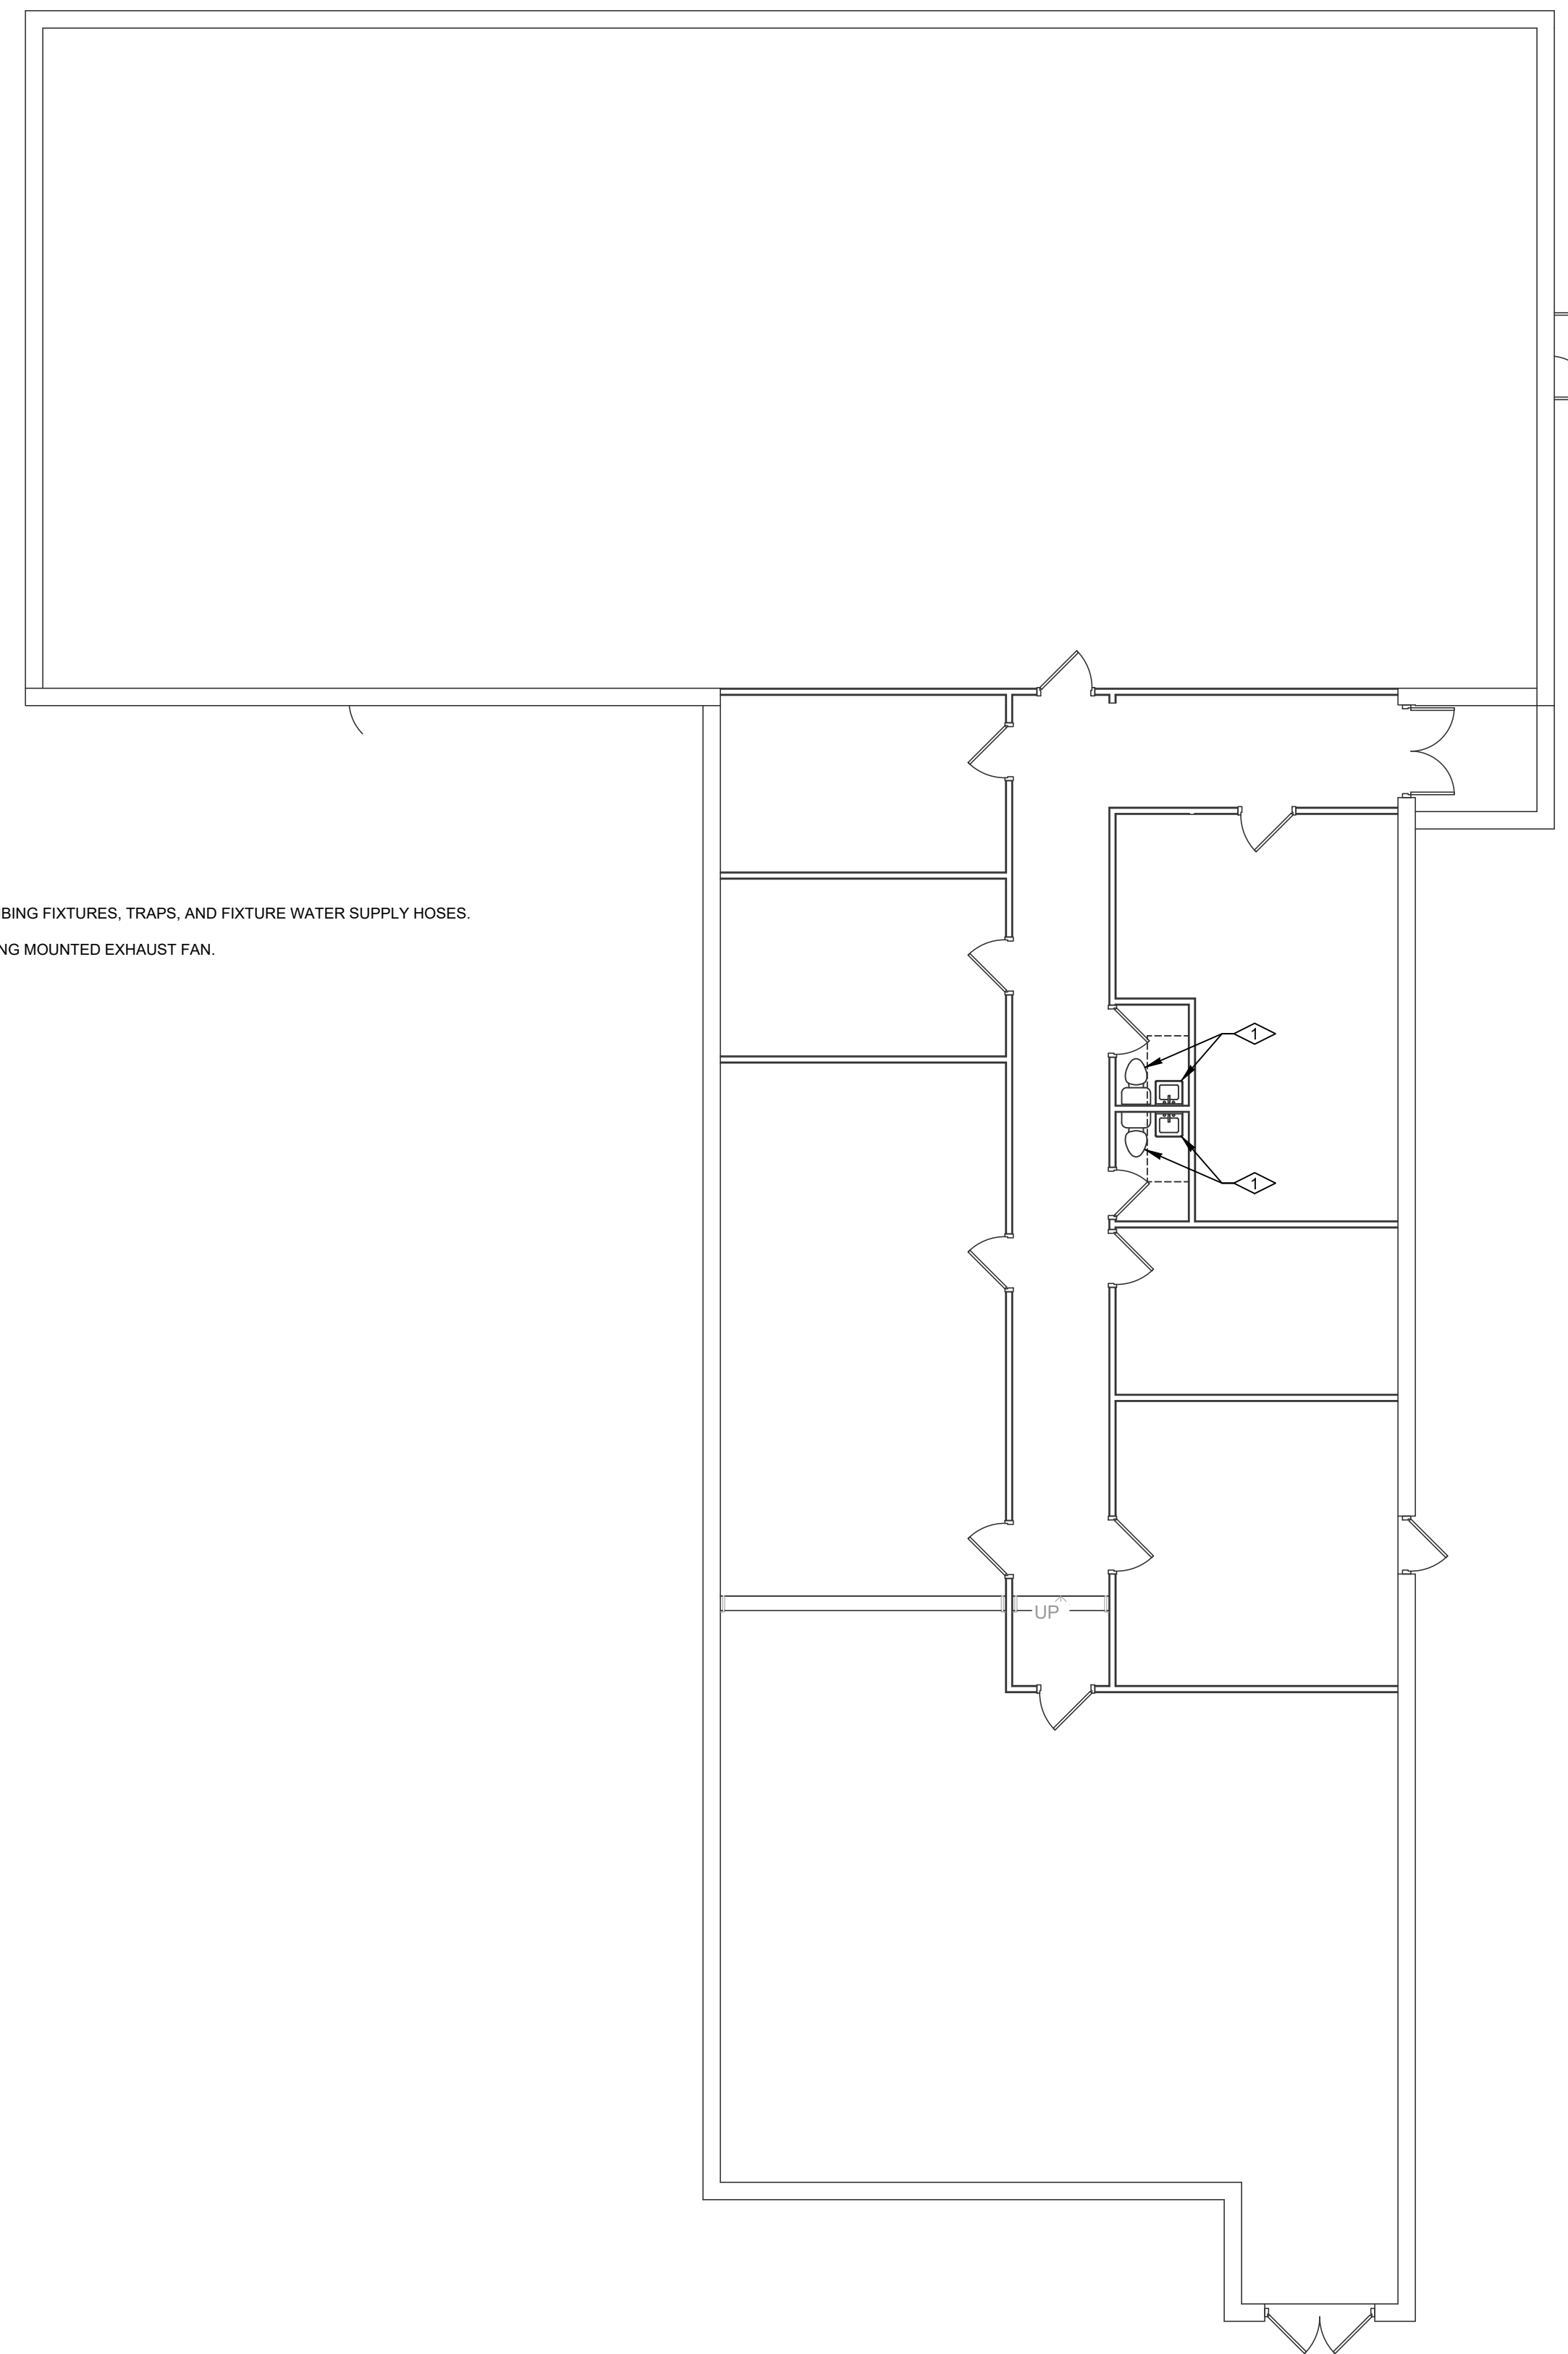 BING FIXTURES, TRAPS, AND FIXTURE WATER SUPPLY HOSES.
NG MOUNTED EXHAUST FAN.
1
1
UP